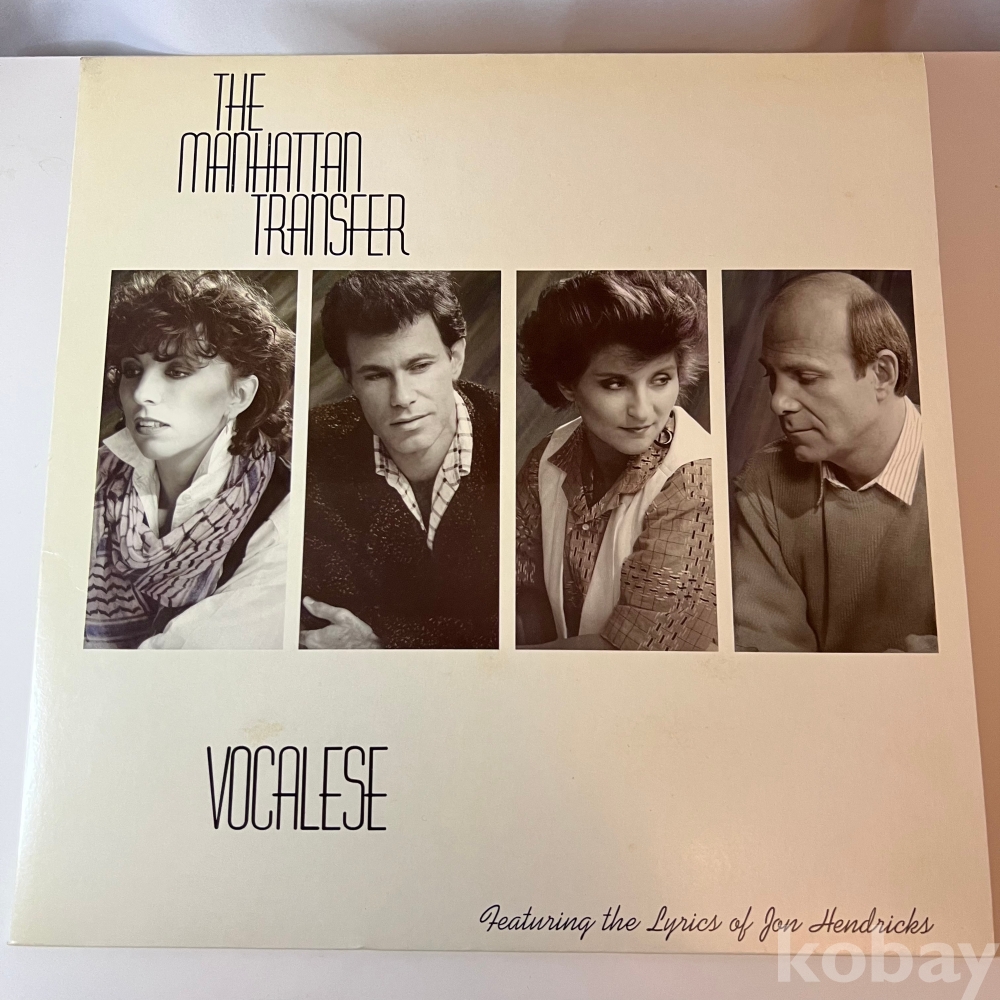 THE
MANHATTAN
TRANSFER
VOCALESE
Featuring the Lyrics of Jon Hendricks
kobay